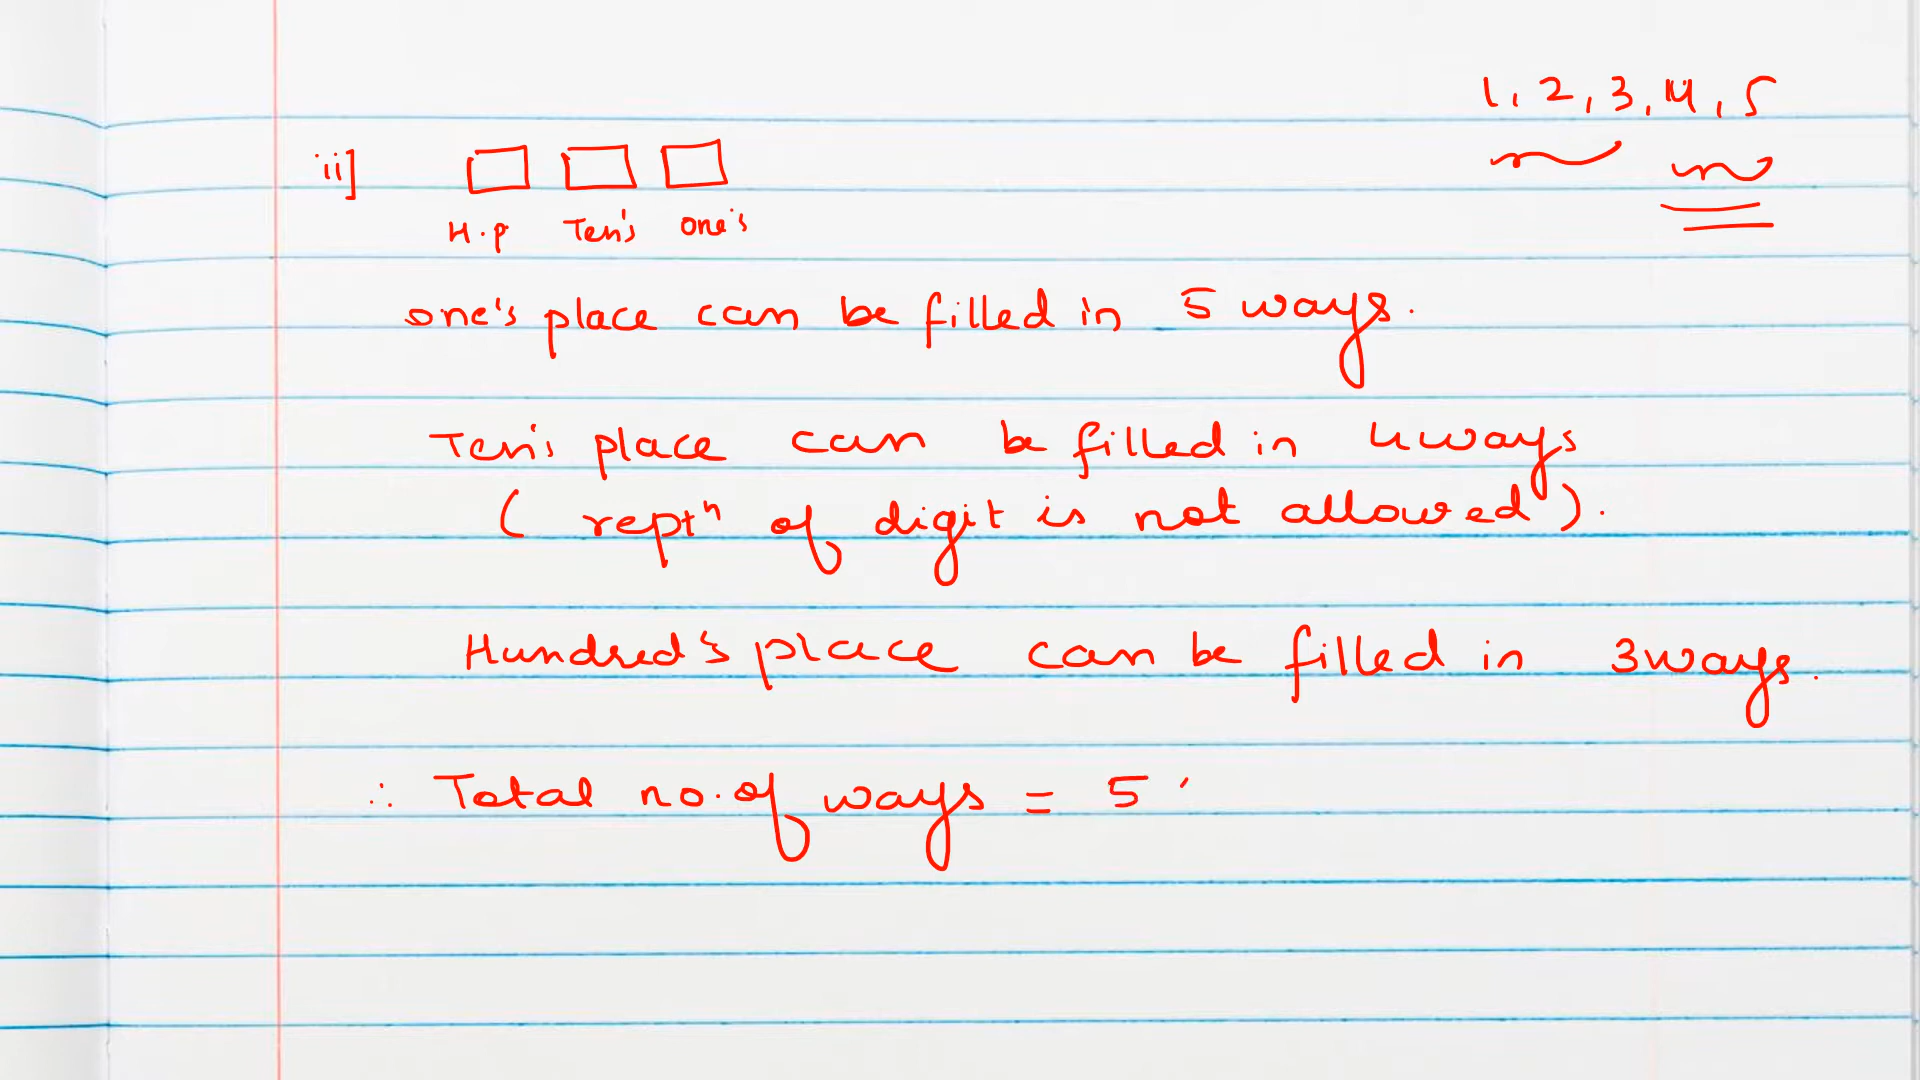 1, 2, 3, 4, 5
ii]
H.P Ten's one's
one's place can be filled in 5 ways.
Ten's place can be filled in 4 ways
( reptn of digit is not allowed ).
Hundred's place can be filled in 3 ways.
∴ Total no. of ways = 5